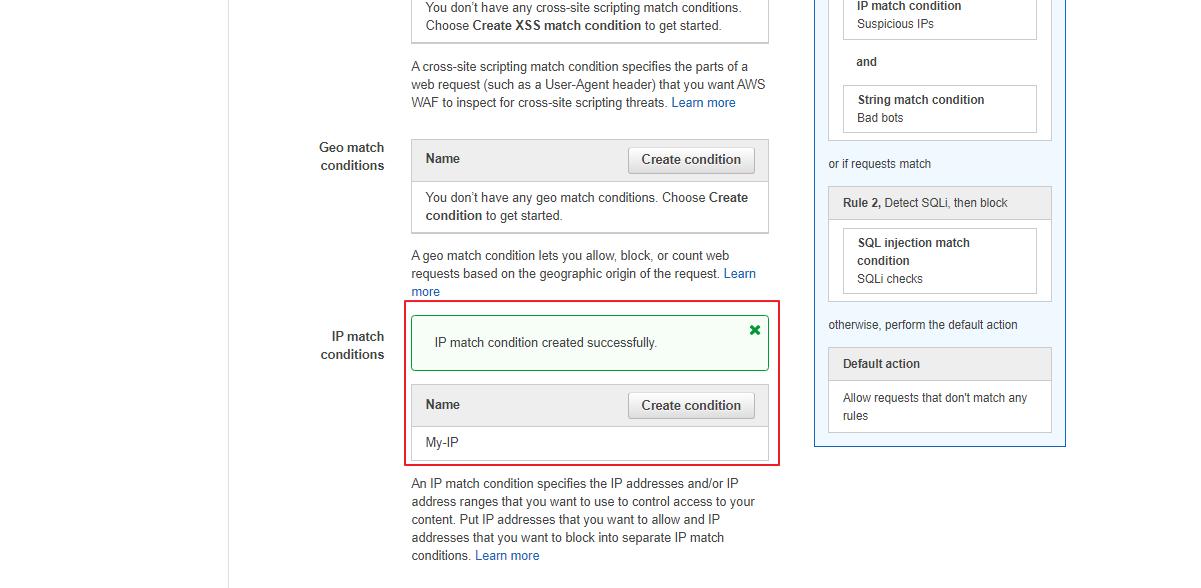 You don't have any cross-site scripting match conditions.
Choose Create XSS match condition to get started.
A cross-site scripting match condition specifies the parts of a
web request (such as a User-Agent header) that you want AWS
WAF to inspect for cross-site scripting threats. Learn more
Geo match
conditions
Name
Create condition
You don’t have any geo match conditions. Choose Create
condition to get started.
A geo match condition lets you allow, block, or count web
requests based on the geographic origin of the request. Learn
more
IP match
conditions
IP match condition created successfully.
Name
Create condition
My-IP
An IP match condition specifies the IP addresses and/or IP
address ranges that you want to use to control access to your
content. Put IP addresses that you want to allow and IP
addresses that you want to block into separate IP match
conditions. Learn more
IP match condition
Suspicious IPs
and
String match condition
Bad bots
or if requests match
Rule 2, Detect SQLi, then block
SQL injection match
condition
SQLi checks
otherwise, perform the default action
Default action
Allow requests that don't match any
rules